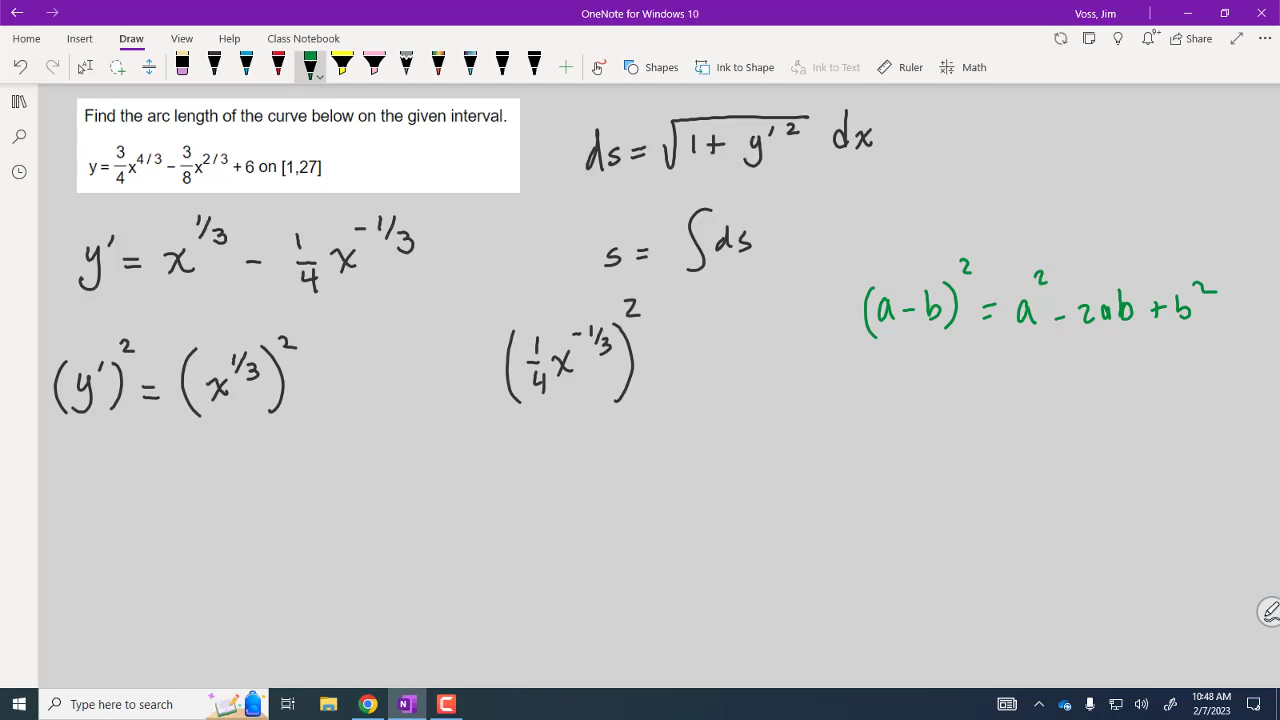 OneNote for Windows 10
Voss, Jim
Home Insert Draw View Help Class Notebook
Share
Shapes Ink to Shape Ink to Text Ruler Math
Find the arc length of the curve below on the given interval.
y = 3/4 x^(4/3) − 3/8 x^(2/3) + 6 on [1,27]
ds = √(1 + y'²) dx
y' = x^(1/3) − 1/4 x^(−1/3)
s = ∫ds
(a − b)² = a² − 2ab + b²
(y')² = (x^(1/3))² (1/4 x^(−1/3))²
Type here to search
10:48 AM
2/7/2023